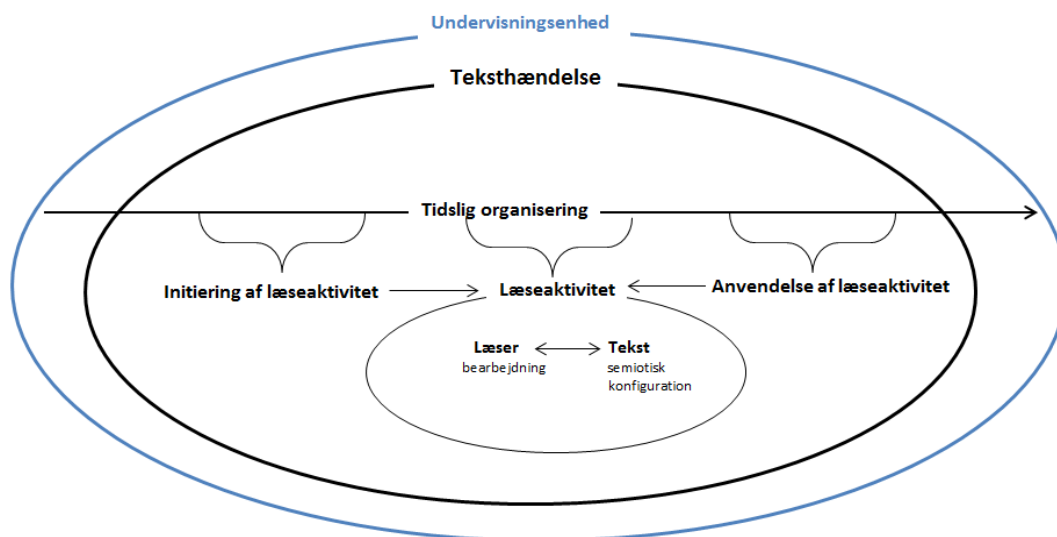 Undervisningsenhed
Teksthændelse
Tidslig organisering
Initiering af læseaktivitet
Læseaktivitet
Anvendelse af læseaktivitet
Læser
bearbejdning
Tekst
semiotisk
konfiguration